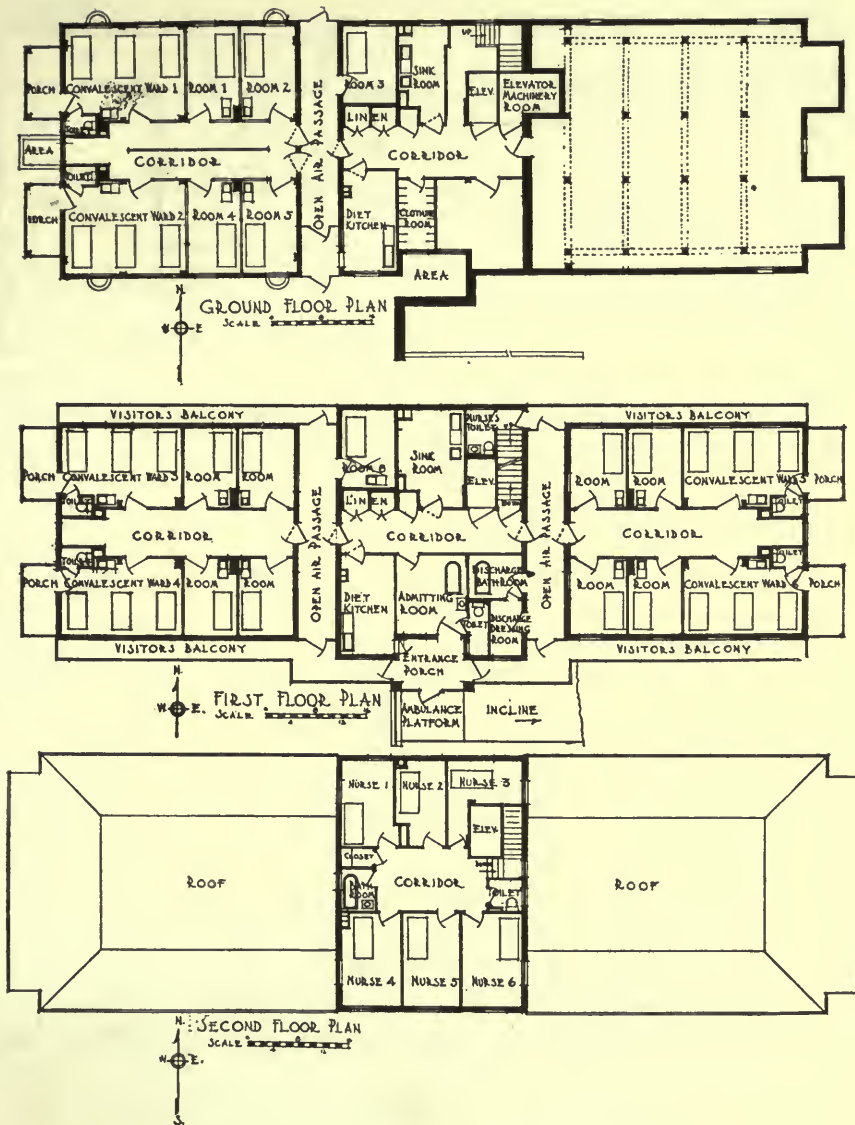 UP
PORCH
CONVALESCENT WARD 1
ROOM 1
ROOM 2
OPEN AIR PASSAGE
ROOM 3
SINK ROOM
ELEV.
ELEVATOR MACHINERY ROOM
LINEN
TOILET
AREA
CORRIDOR
CORRIDOR
TOILET
PORCH
CONVALESCENT WARD 2
ROOM 4
ROOM 5
DIET KITCHEN
CLOTHING ROOM
AREA
N.
W E
GROUND FLOOR PLAN
SCALE
VISITORS BALCONY
VISITORS BALCONY
NURSE'S TOILET
UP
PORCH
CONVALESCENT WARD 3
ROOM
ROOM
OPEN AIR PASSAGE
ROOM 8
SINK ROOM
ELEV.
DOWN
OPEN AIR PASSAGE
ROOM
ROOM
CONVALESCENT WARD 5
PORCH
LINEN
TOILET
TOILET
CORRIDOR
CORRIDOR
CORRIDOR
TOILET
TOILET
PORCH
CONVALESCENT WARD 4
ROOM
ROOM
DIET KITCHEN
ADMITTING ROOM
DISCHARGE BATH ROOM
TOILET
DISCHARGE DRESSING ROOM
ROOM
ROOM
CONVALESCENT WARD 6
PORCH
VISITORS BALCONY
VISITORS BALCONY
ENTRANCE PORCH
N.
W. E.
FIRST FLOOR PLAN
SCALE
AMBULANCE PLATFORM
INCLINE
NURSE 1
NURSE 2
NURSE 3
ELEV.
CLOSET
DOWN
ROOF
BATH ROOM
CORRIDOR
TOILET
ROOF
NURSE 4
NURSE 5
NURSE 6
N.
W. E.
S.
SECOND FLOOR PLAN
SCALE